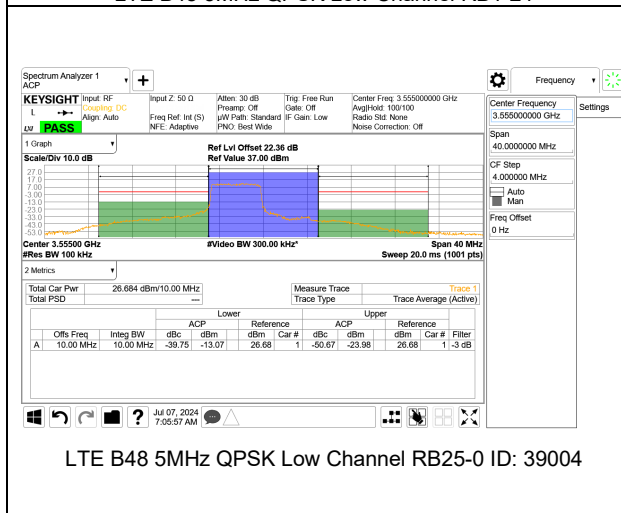 Spectrum Analyzer 1
ACP
Frequency
KEYSIGHT Input: RF Input Z: 50 Ω Atten: 30 dB Trig: Free Run Center Freq: 3.555000000 GHz
Coupling: DC Preamp: Off Gate: Off Avg|Hold: 100/100
L Align: Auto Freq Ref: Int (S) µW Path: Standard IF Gain: Low Radio Std: None
PASS NFE: Adaptive PNO: Best Wide Noise Correction: Off
Center Frequency
3.555000000 GHz
Settings
Span
40.0000000 MHz
CF Step
4.000000 MHz
Auto
Man
Freq Offset
0 Hz
1 Graph
Ref Lvl Offset 22.36 dB
Scale/Div 10.0 dB Ref Value 37.00 dBm
27.0
17.0
7.00
-3.00
-13.0
-23.0
-33.0
-43.0
-53.0
Center 3.55500 GHz #Video BW 300.00 kHz* Span 40 MHz
#Res BW 100 kHz Sweep 20.0 ms (1001 pts)
2 Metrics
Total Car Pwr 26.684 dBm/10.00 MHz Measure Trace Trace 1
Total PSD --- Trace Type Trace Average (Active)
Lower Upper
ACP Reference ACP Reference
Offs Freq Integ BW dBc dBm dBm Car # dBc dBm dBm Car # Filter
A 10.00 MHz 10.00 MHz -39.75 -13.07 26.68 1 -50.67 -23.98 26.68 1 -3 dB
Jul 07, 2024
7:05:57 AM
LTE B48 5MHz QPSK Low Channel RB25-0 ID: 39004